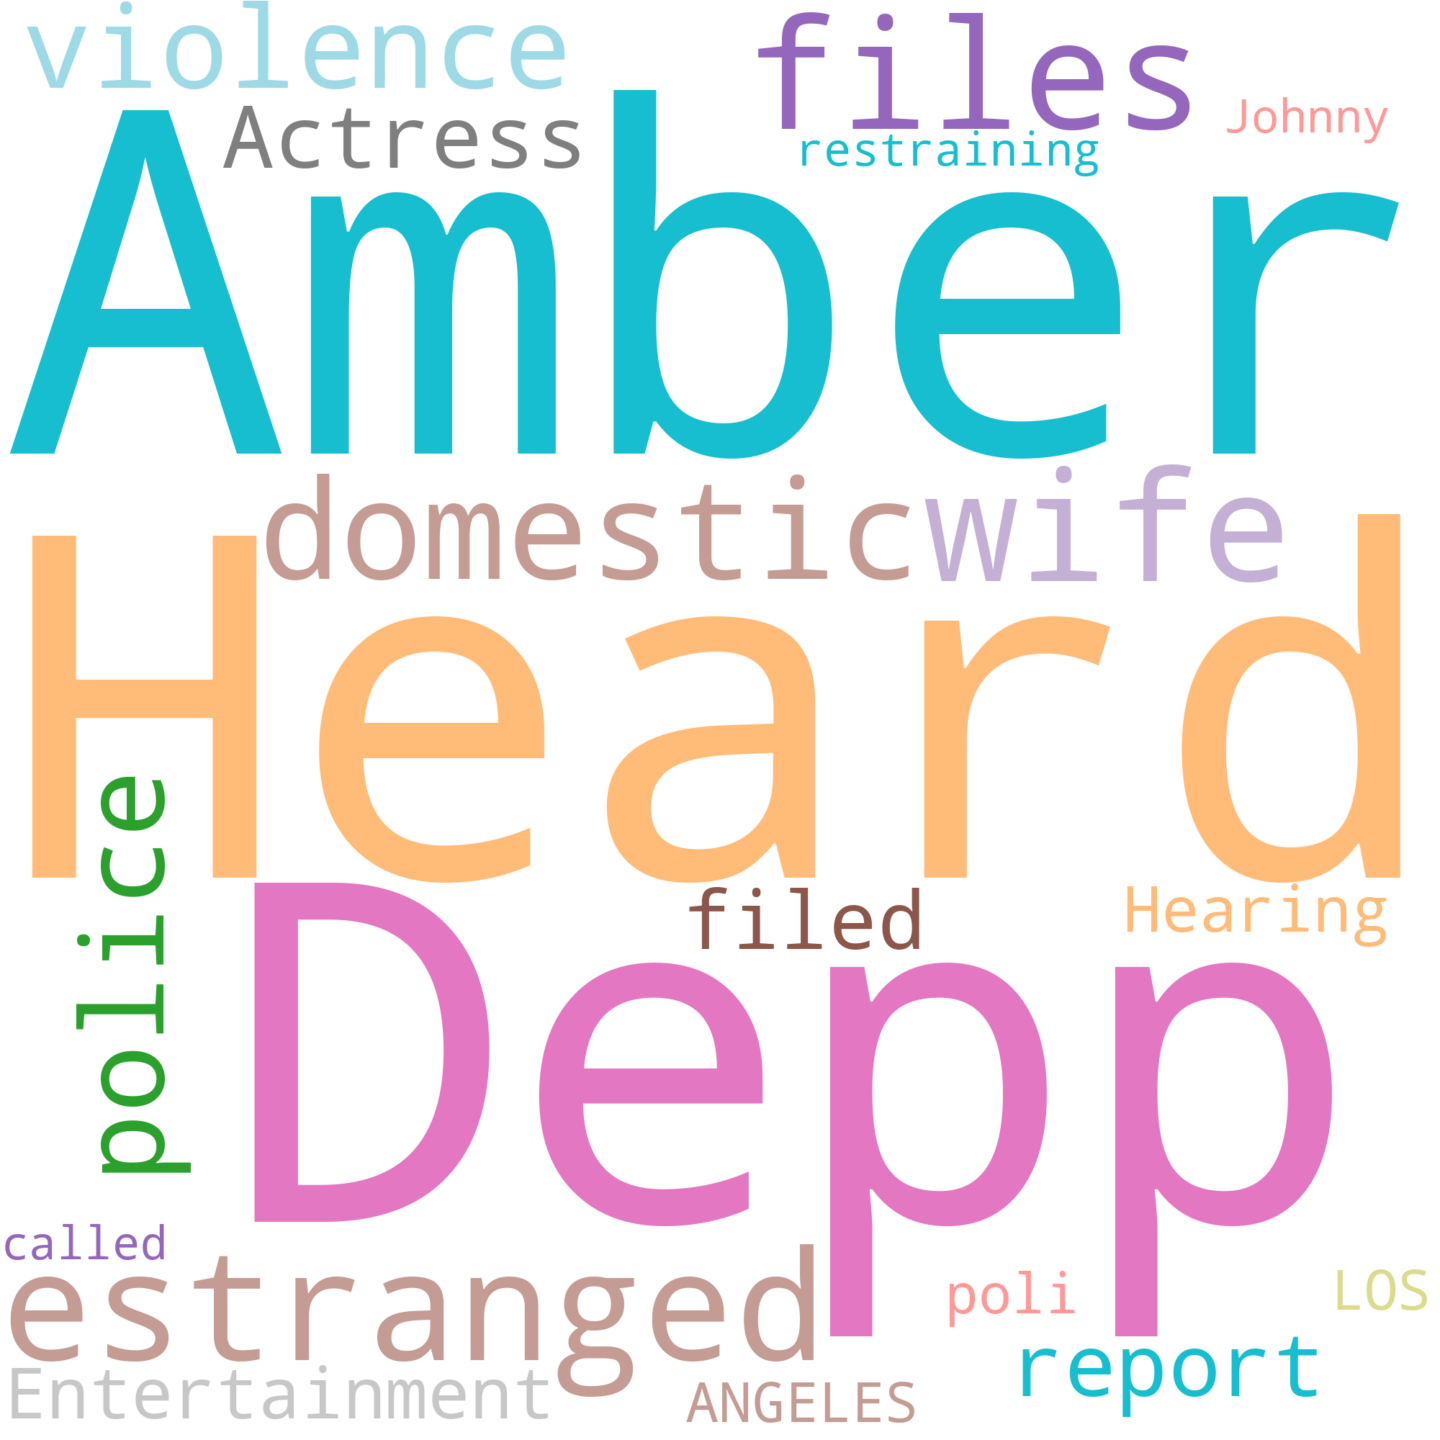 violence
files
Actress
Johnny
restraining
Amber
domestic
wife
Heard
police
filed
Hearing
Depp
called
estranged
poli
LOS
report
Entertainment
ANGELES